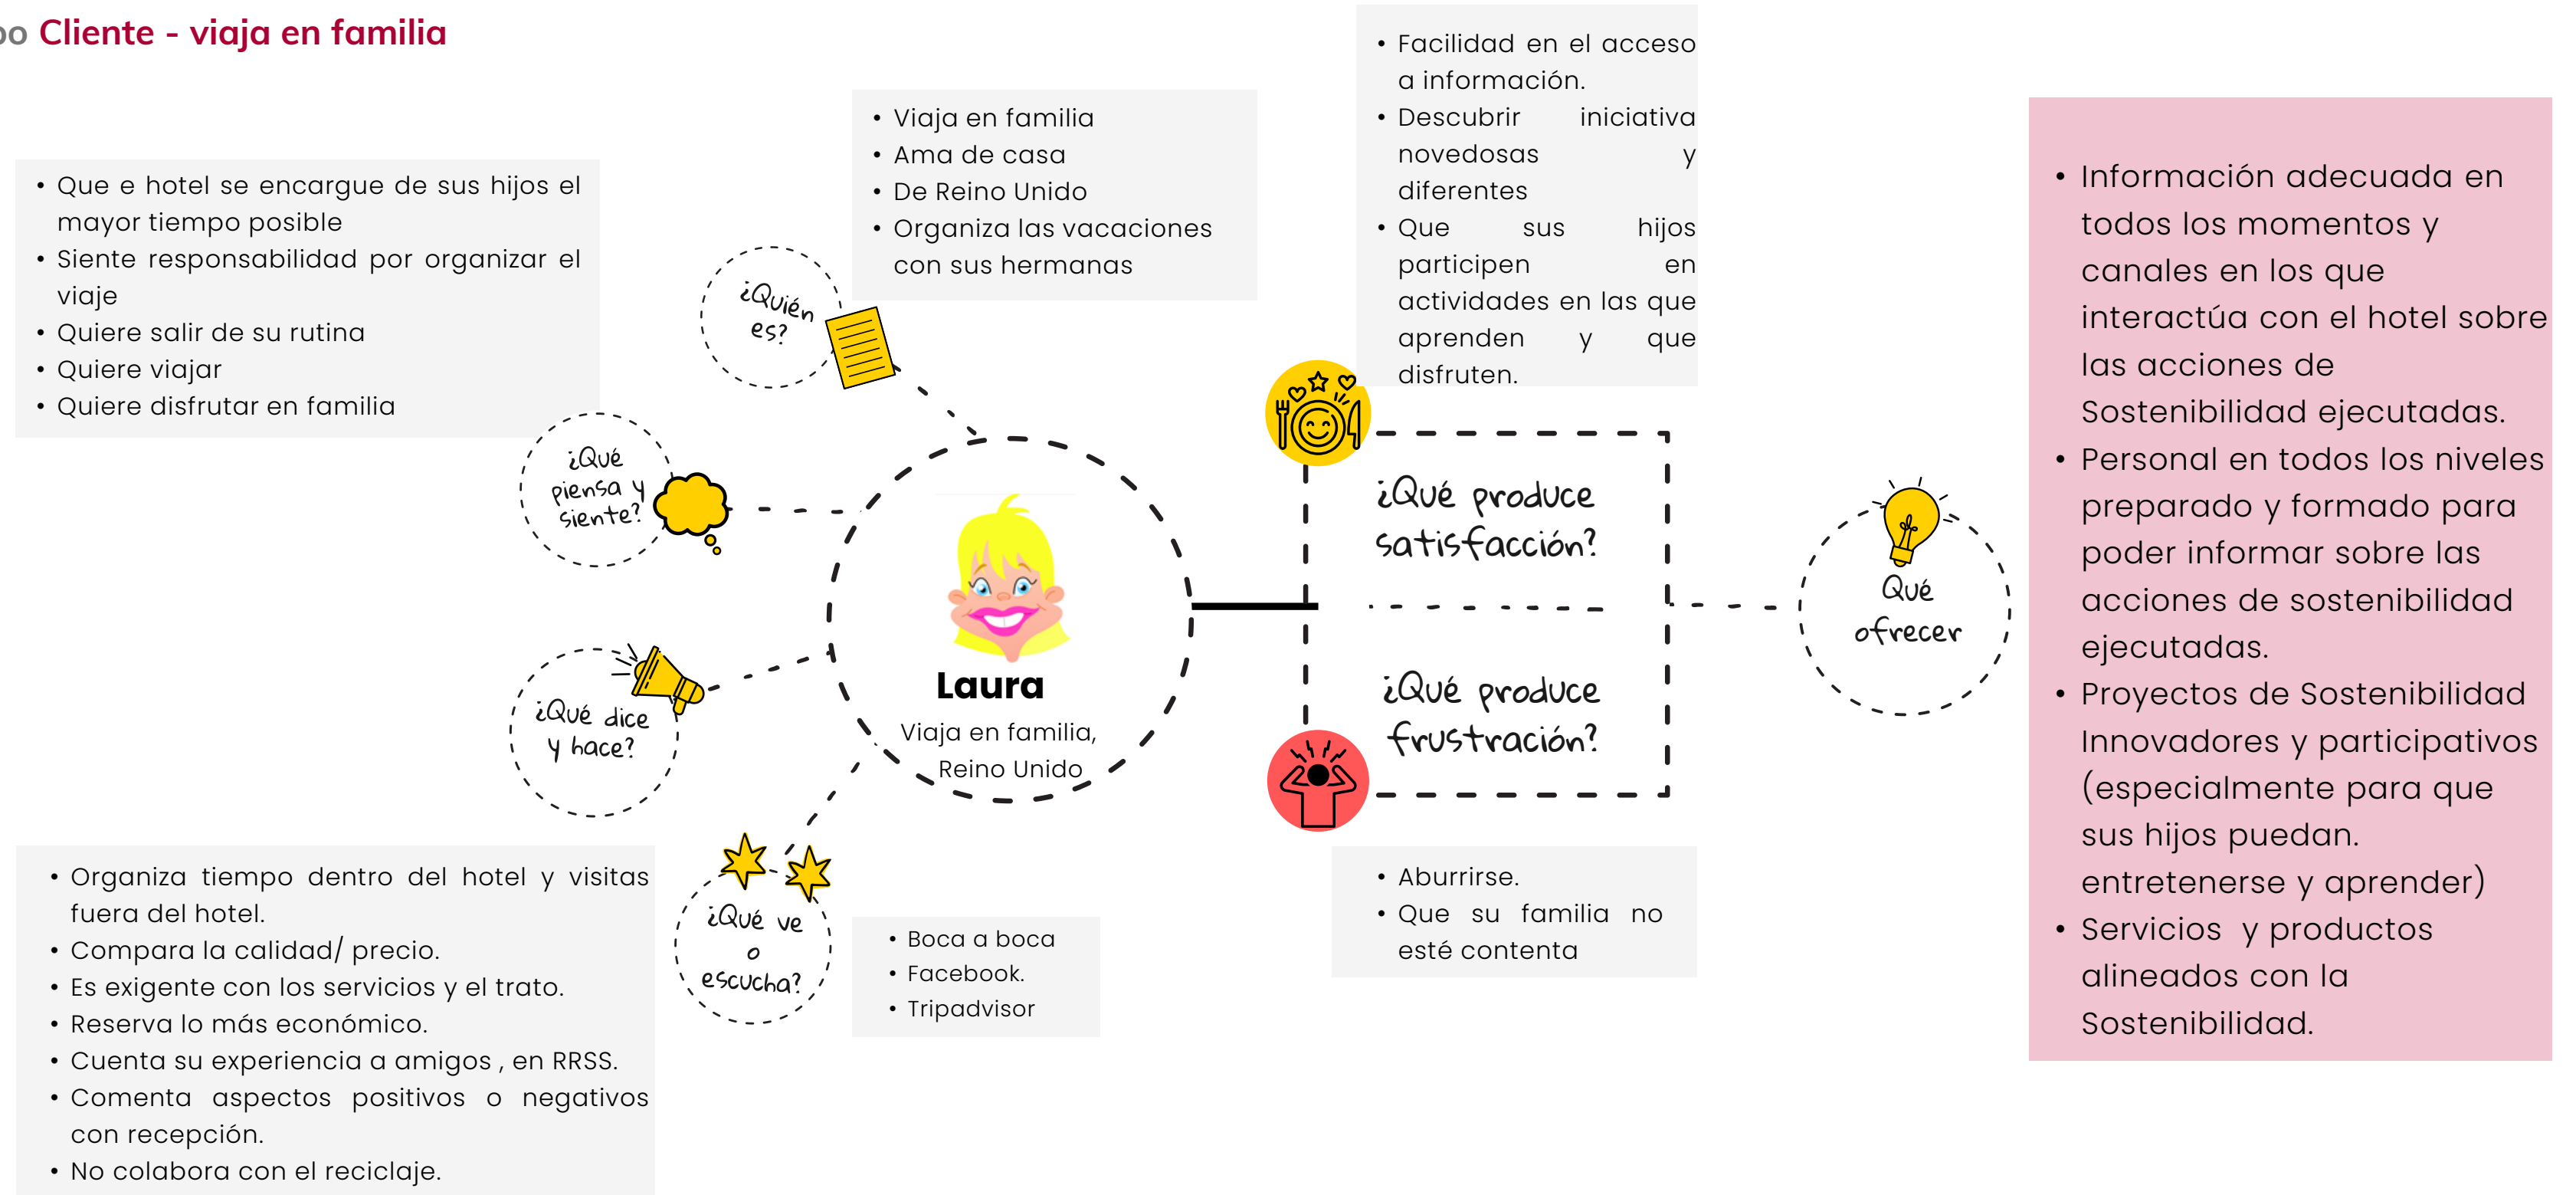 po Cliente - viaja en familia
• Que e hotel se encargue de sus hijos el
mayor tiempo posible
• Siente responsabilidad por organizar el
viaje
• Quiere salir de su rutina
• Quiere viajar
• Quiere disfrutar en familia
¿Qué
piensa y
siente?
• Viaja en familia
• Ama de casa
• De Reino Unido
• Organiza las vacaciones
con sus hermanas
¿Quién
es?
¿Qué dice
y hace?
• Organiza tiempo dentro del hotel y visitas
fuera del hotel.
• Compara la calidad/ precio.
• Es exigente con los servicios y el trato.
• Reserva lo más económico.
• Cuenta su experiencia a amigos , en RRSS.
• Comenta aspectos positivos o negativos
con recepción.
• No colabora con el reciclaje.
¿Qué ve
o
escucha?
• Boca a boca
• Facebook.
• Tripadvisor
Laura
Viaja en familia,
Reino Unido
• Facilidad en el acceso
a información.
• Descubrir iniciativa
novedosas y
diferentes
• Que sus hijos
participen en
actividades en las que
aprenden y que
disfruten.
¿Qué produce
satisfacción?
¿Qué produce
frustración?
• Aburrirse.
• Que su familia no
esté contenta
Qué
ofrecer
• Información adecuada en
todos los momentos y
canales en los que
interactúa con el hotel sobre
las acciones de
Sostenibilidad ejecutadas.
• Personal en todos los niveles
preparado y formado para
poder informar sobre las
acciones de sostenibilidad
ejecutadas.
• Proyectos de Sostenibilidad
Innovadores y participativos
(especialmente para que
sus hijos puedan.
entretenerse y aprender)
• Servicios y productos
alineados con la
Sostenibilidad.